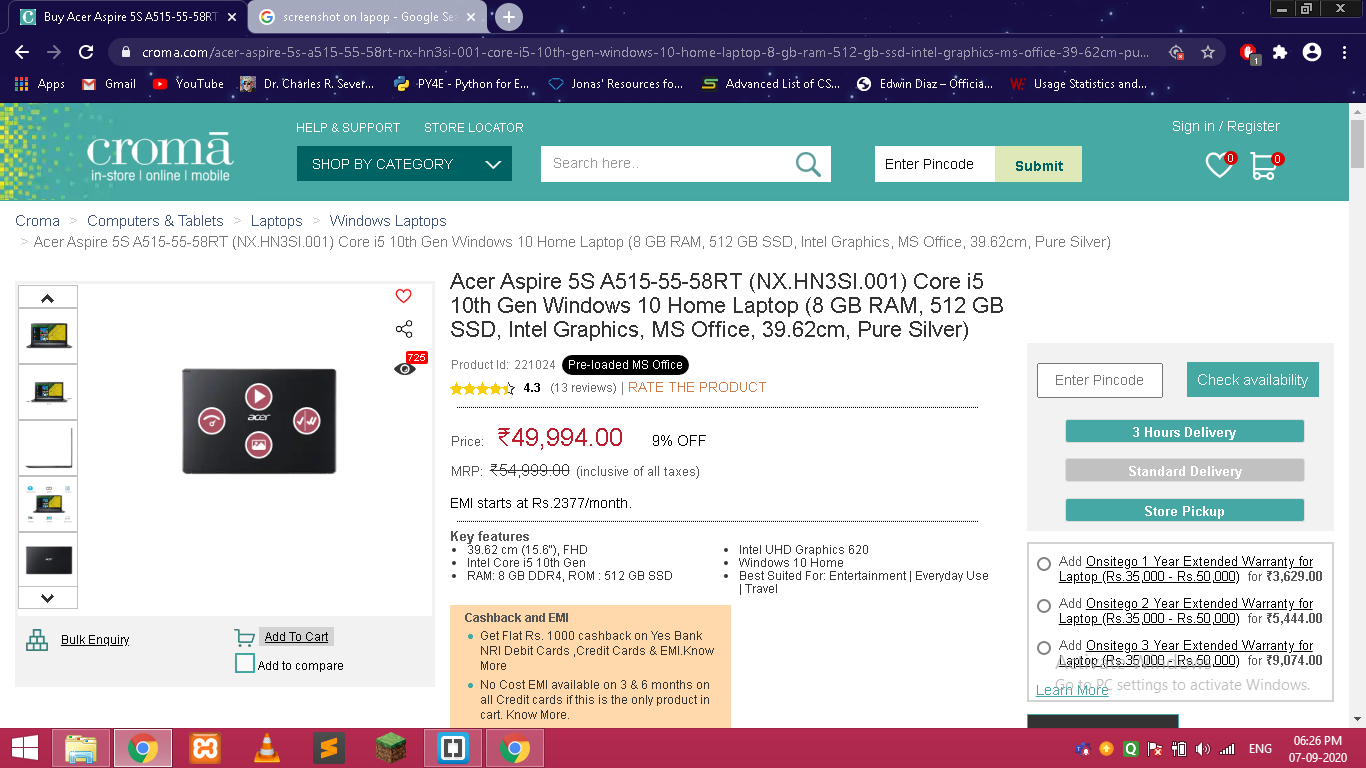 Buy Acer Aspire 5S A515-55-58RT
screenshot on lapop - Google Sea
croma.com/acer-aspire-5s-a515-55-58rt-nx-hn3si-001-core-i5-10th-gen-windows-10-home-laptop-8-gb-ram-512-gb-ssd-intel-graphics-ms-office-39-62cm-pu...
1
Apps Gmail YouTube Dr. Charles R. Sever... PY4E - Python for E... Jonas' Resources fo... Advanced List of CS... Edwin Diaz – Officia... Usage Statistics and...
cromā
in-store | online | mobile
HELP & SUPPORT STORE LOCATOR
Sign in / Register
SHOP BY CATEGORY
Search here..
Enter Pincode Submit
0 0
Croma > Computers & Tablets > Laptops > Windows Laptops
> Acer Aspire 5S A515-55-58RT (NX.HN3SI.001) Core i5 10th Gen Windows 10 Home Laptop (8 GB RAM, 512 GB SSD, Intel Graphics, MS Office, 39.62cm, Pure Silver)
725
acer
Bulk Enquiry
Add To Cart
Add to compare
Acer Aspire 5S A515-55-58RT (NX.HN3SI.001) Core i5
10th Gen Windows 10 Home Laptop (8 GB RAM, 512 GB
SSD, Intel Graphics, MS Office, 39.62cm, Pure Silver)
Product Id: 221024 Pre-loaded MS Office
4.3 (13 reviews) | RATE THE PRODUCT
Price: ₹49,994.00 9% OFF
MRP: ₹54,999.00 (inclusive of all taxes)
EMI starts at Rs.2377/month.
Key features
39.62 cm (15.6"), FHD
Intel Core i5 10th Gen
RAM: 8 GB DDR4, ROM : 512 GB SSD
Intel UHD Graphics 620
Windows 10 Home
Best Suited For: Entertainment | Everyday Use
| Travel
Cashback and EMI
Get Flat Rs. 1000 cashback on Yes Bank
NRI Debit Cards ,Credit Cards & EMI.Know
More
No Cost EMI available on 3 & 6 months on
all Credit cards if this is the only product in
cart. Know More.
Enter Pincode Check availability
3 Hours Delivery
Standard Delivery
Store Pickup
Add Onsitego 1 Year Extended Warranty for
Laptop (Rs.35,000 - Rs.50,000) for ₹3,629.00
Add Onsitego 2 Year Extended Warranty for
Laptop (Rs.35,000 - Rs.50,000) for ₹5,444.00
Add Onsitego 3 Year Extended Warranty for
Laptop (Rs.35,000 - Rs.50,000) for ₹9,074.00
Learn More
Go to PC settings to activate Windows.
ENG
06:26 PM
07-09-2020